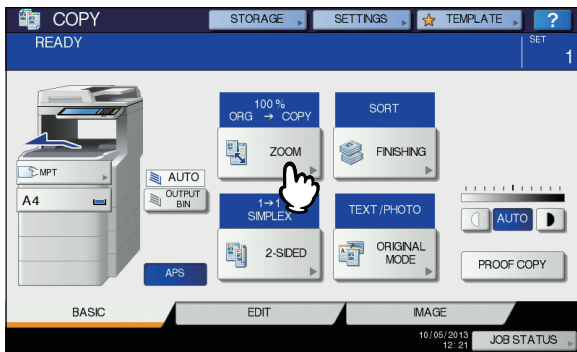 COPY
STORAGE
SETTINGS
TEMPLATE
?
READY
SET
1
100 %
ORG → COPY
ZOOM
SORT
FINISHING
MPT
A4
AUTO
OUTPUT
BIN
APS
1→1
SIMPLEX
2-SIDED
TEXT/PHOTO
ORIGINAL
MODE
AUTO
PROOF COPY
BASIC
EDIT
IMAGE
10/05/2013
12:21
JOB STATUS